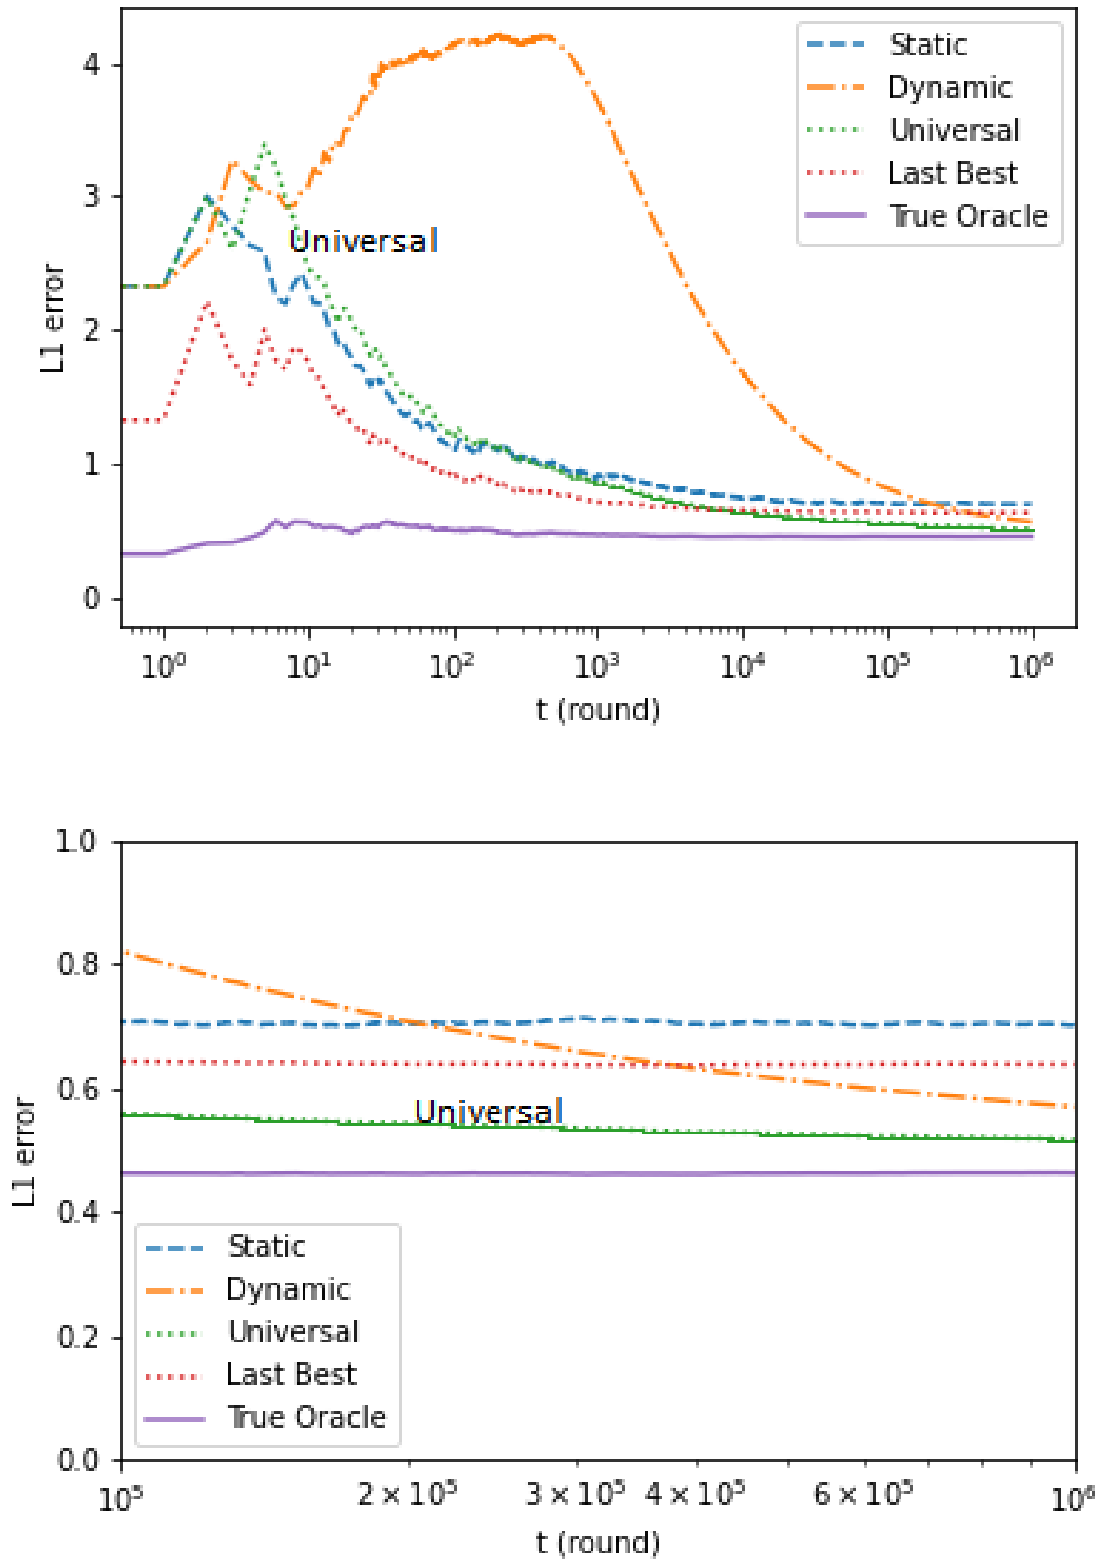 4
3
2
1
0
L1 error
Static
Dynamic
Universal
Last Best
True Oracle
Universal
10⁰ 10¹ 10² 10³ 10⁴ 10⁵ 10⁶
t (round)
1.0
0.8
0.6
0.4
0.2
0.0
L1 error
Universal
Static
Dynamic
Universal
Last Best
True Oracle
10⁵ 2 × 10⁵ 3 × 10⁵ 4 × 10⁵ 6 × 10⁵ 10⁶
t (round)